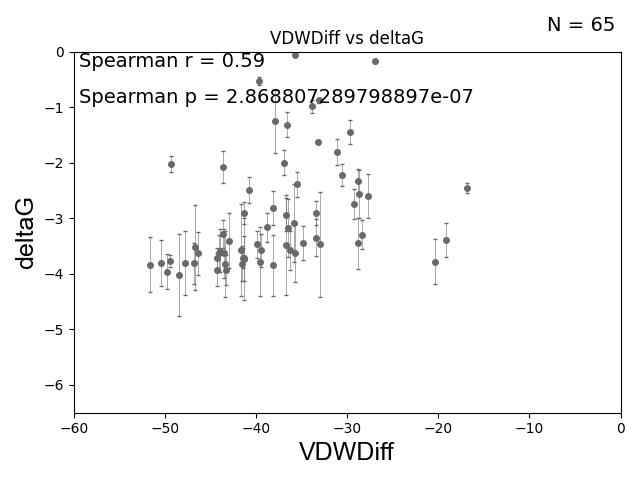 N = 65
VDWDiff vs deltaG
Spearman r = 0.59
Spearman p = 2.868807289798897e-07
0
−1
−2
−3
−4
−5
−6
deltaG
−60 −50 −40 −30 −20 −10 0
VDWDiff